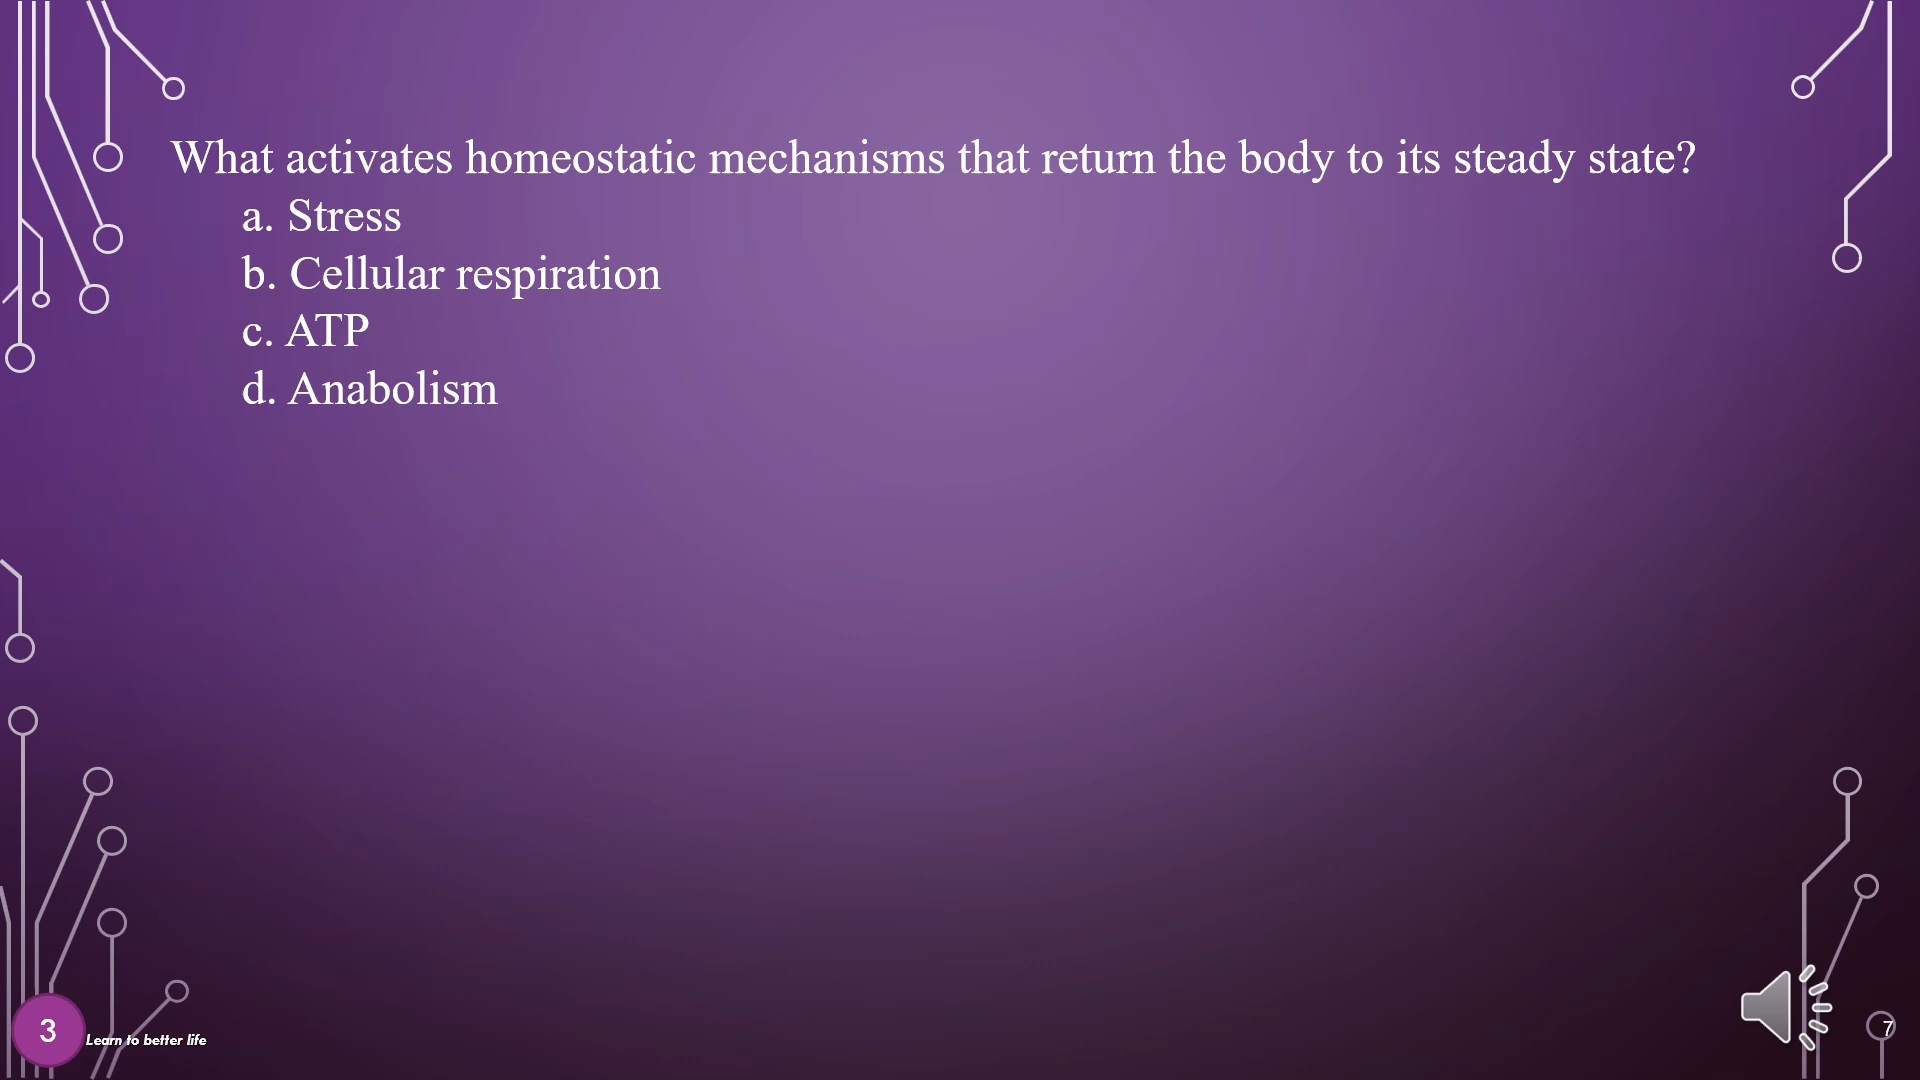 What activates homeostatic mechanisms that return the body to its steady state?
a. Stress
b. Cellular respiration
c. ATP
d. Anabolism
3
Learn to better life
7